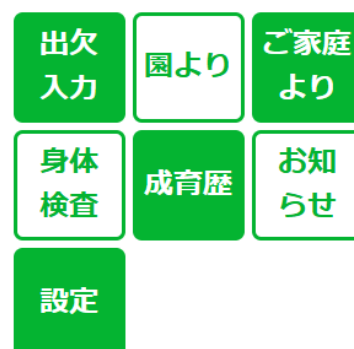 出欠
入力
園より
ご家庭
より
身体
検査
成育歴
お知
らせ
設定